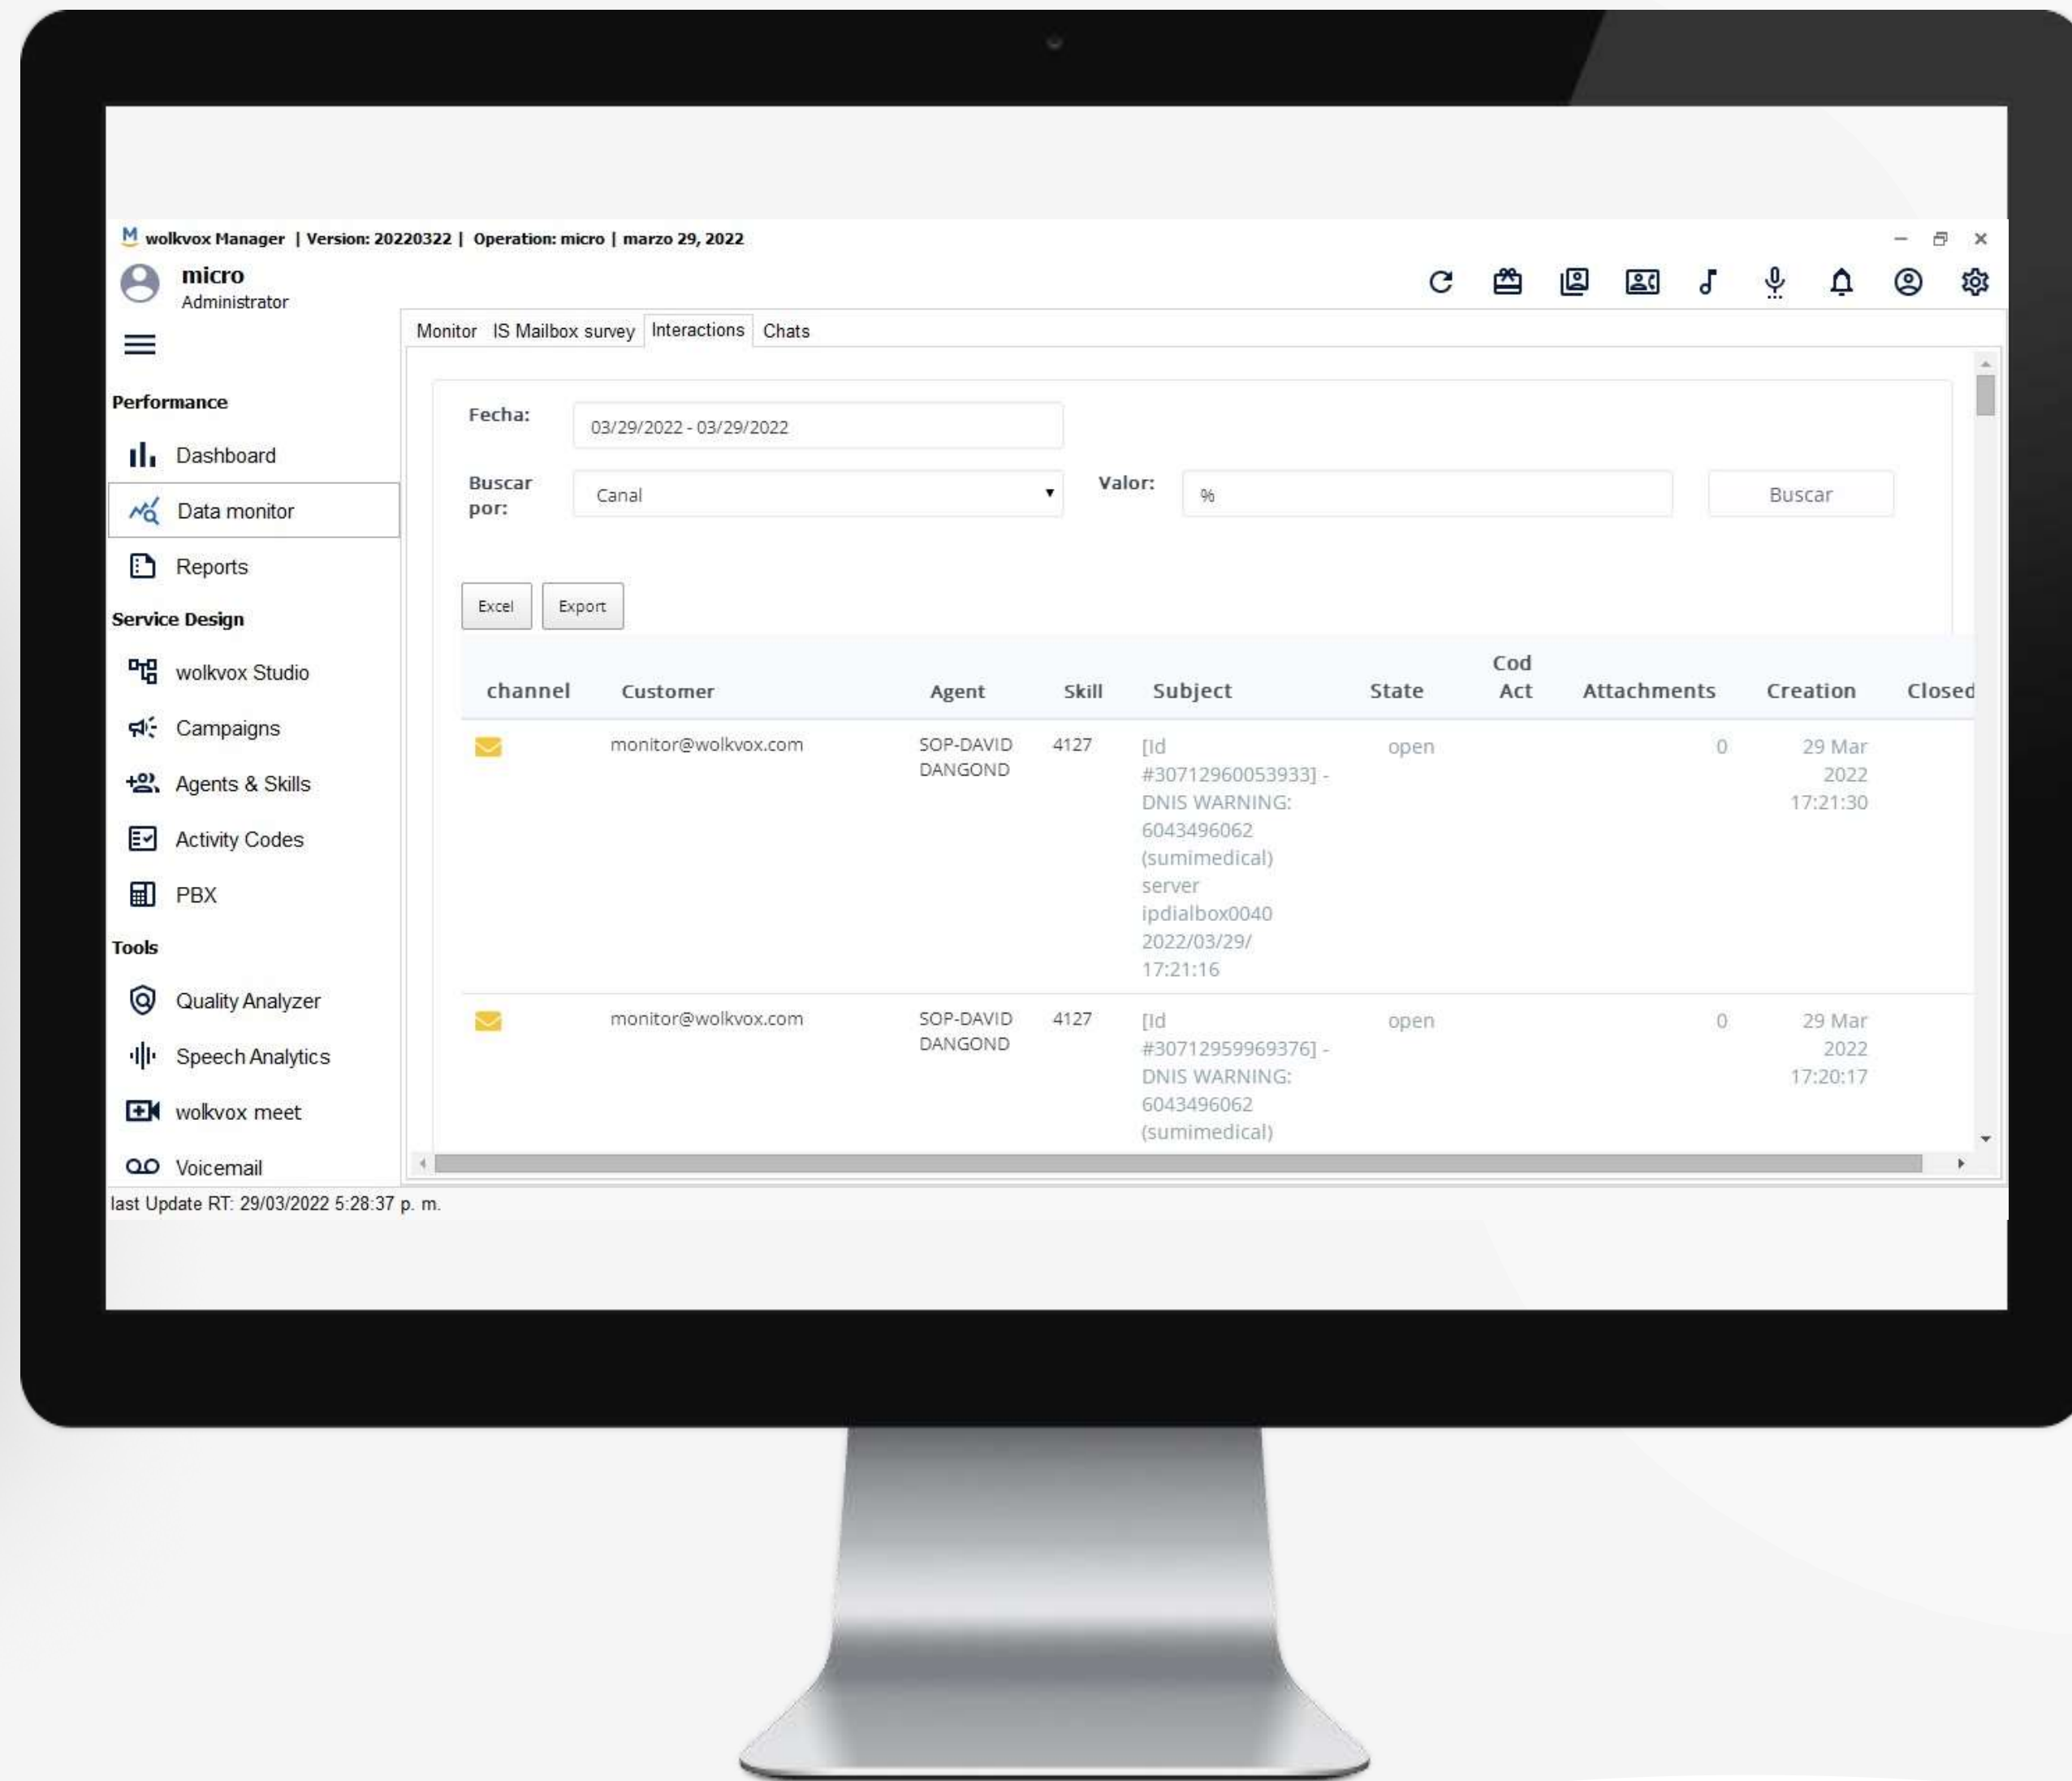 M wolkvox Manager | Version: 20220322 | Operation: micro | marzo 29, 2022
micro
Administrator
Monitor IS Mailbox survey Interactions Chats
Performance
Dashboard
Data monitor
Reports
Service Design
wolkvox Studio
Campaigns
Agents & Skills
Activity Codes
PBX
Tools
Quality Analyzer
Speech Analytics
wolkvox meet
Voicemail
Fecha: 03/29/2022 - 03/29/2022
Buscar
por:
Canal
Valor: % Buscar
Excel Export
channel Customer Agent Skill Subject State Cod Act Attachments Creation Closed
monitor@wolkvox.com
SOP-DAVID
DANGOND
4127
[Id
#30712960053933] -
DNIS WARNING:
6043496062
(sumimedical)
server
ipdialbox0040
2022/03/29/
17:21:16
open
0
29 Mar
2022
17:21:30
monitor@wolkvox.com
SOP-DAVID
DANGOND
4127
[Id
#30712959969376] -
DNIS WARNING:
6043496062
(sumimedical)
open
0
29 Mar
2022
17:20:17
last Update RT: 29/03/2022 5:28:37 p. m.